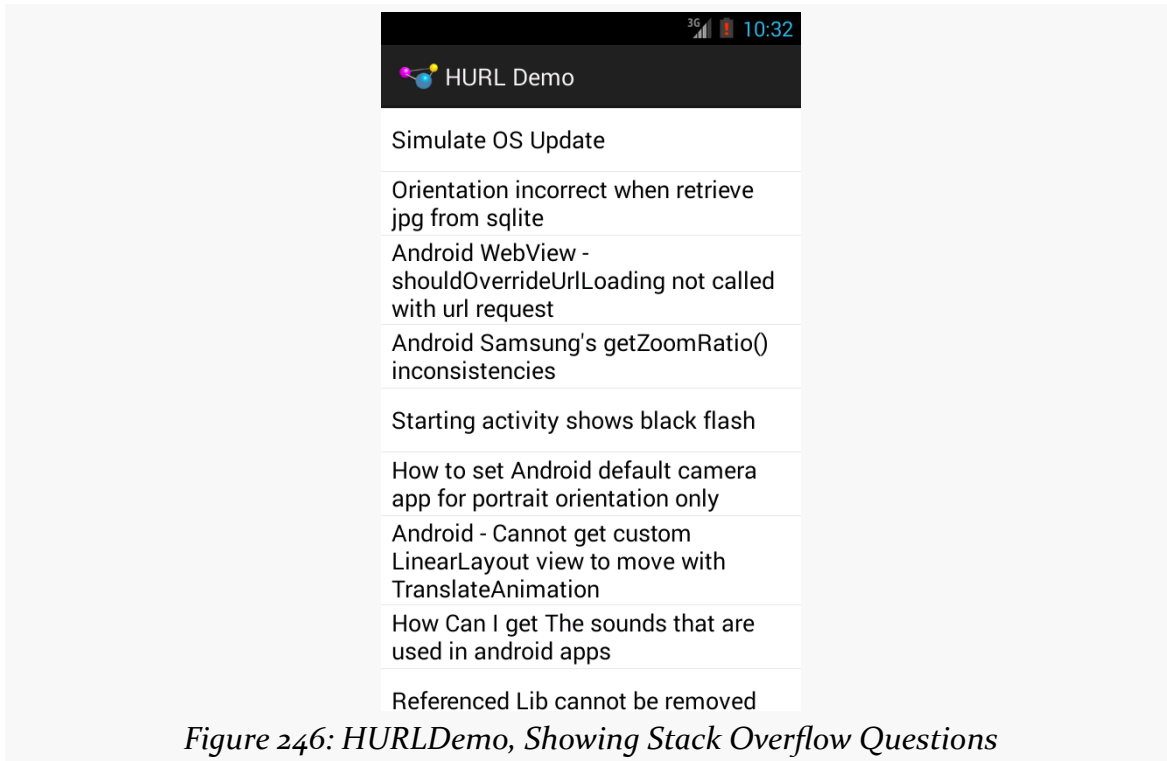 3G 10:32
HURL Demo
Simulate OS Update
Orientation incorrect when retrieve
jpg from sqlite
Android WebView -
shouldOverrideUrlLoading not called
with url request
Android Samsung's getZoomRatio()
inconsistencies
Starting activity shows black flash
How to set Android default camera
app for portrait orientation only
Android - Cannot get custom
LinearLayout view to move with
TranslateAnimation
How Can I get The sounds that are
used in android apps
Referenced Lib cannot be removed
Figure 246: HURLDemo, Showing Stack Overflow Questions